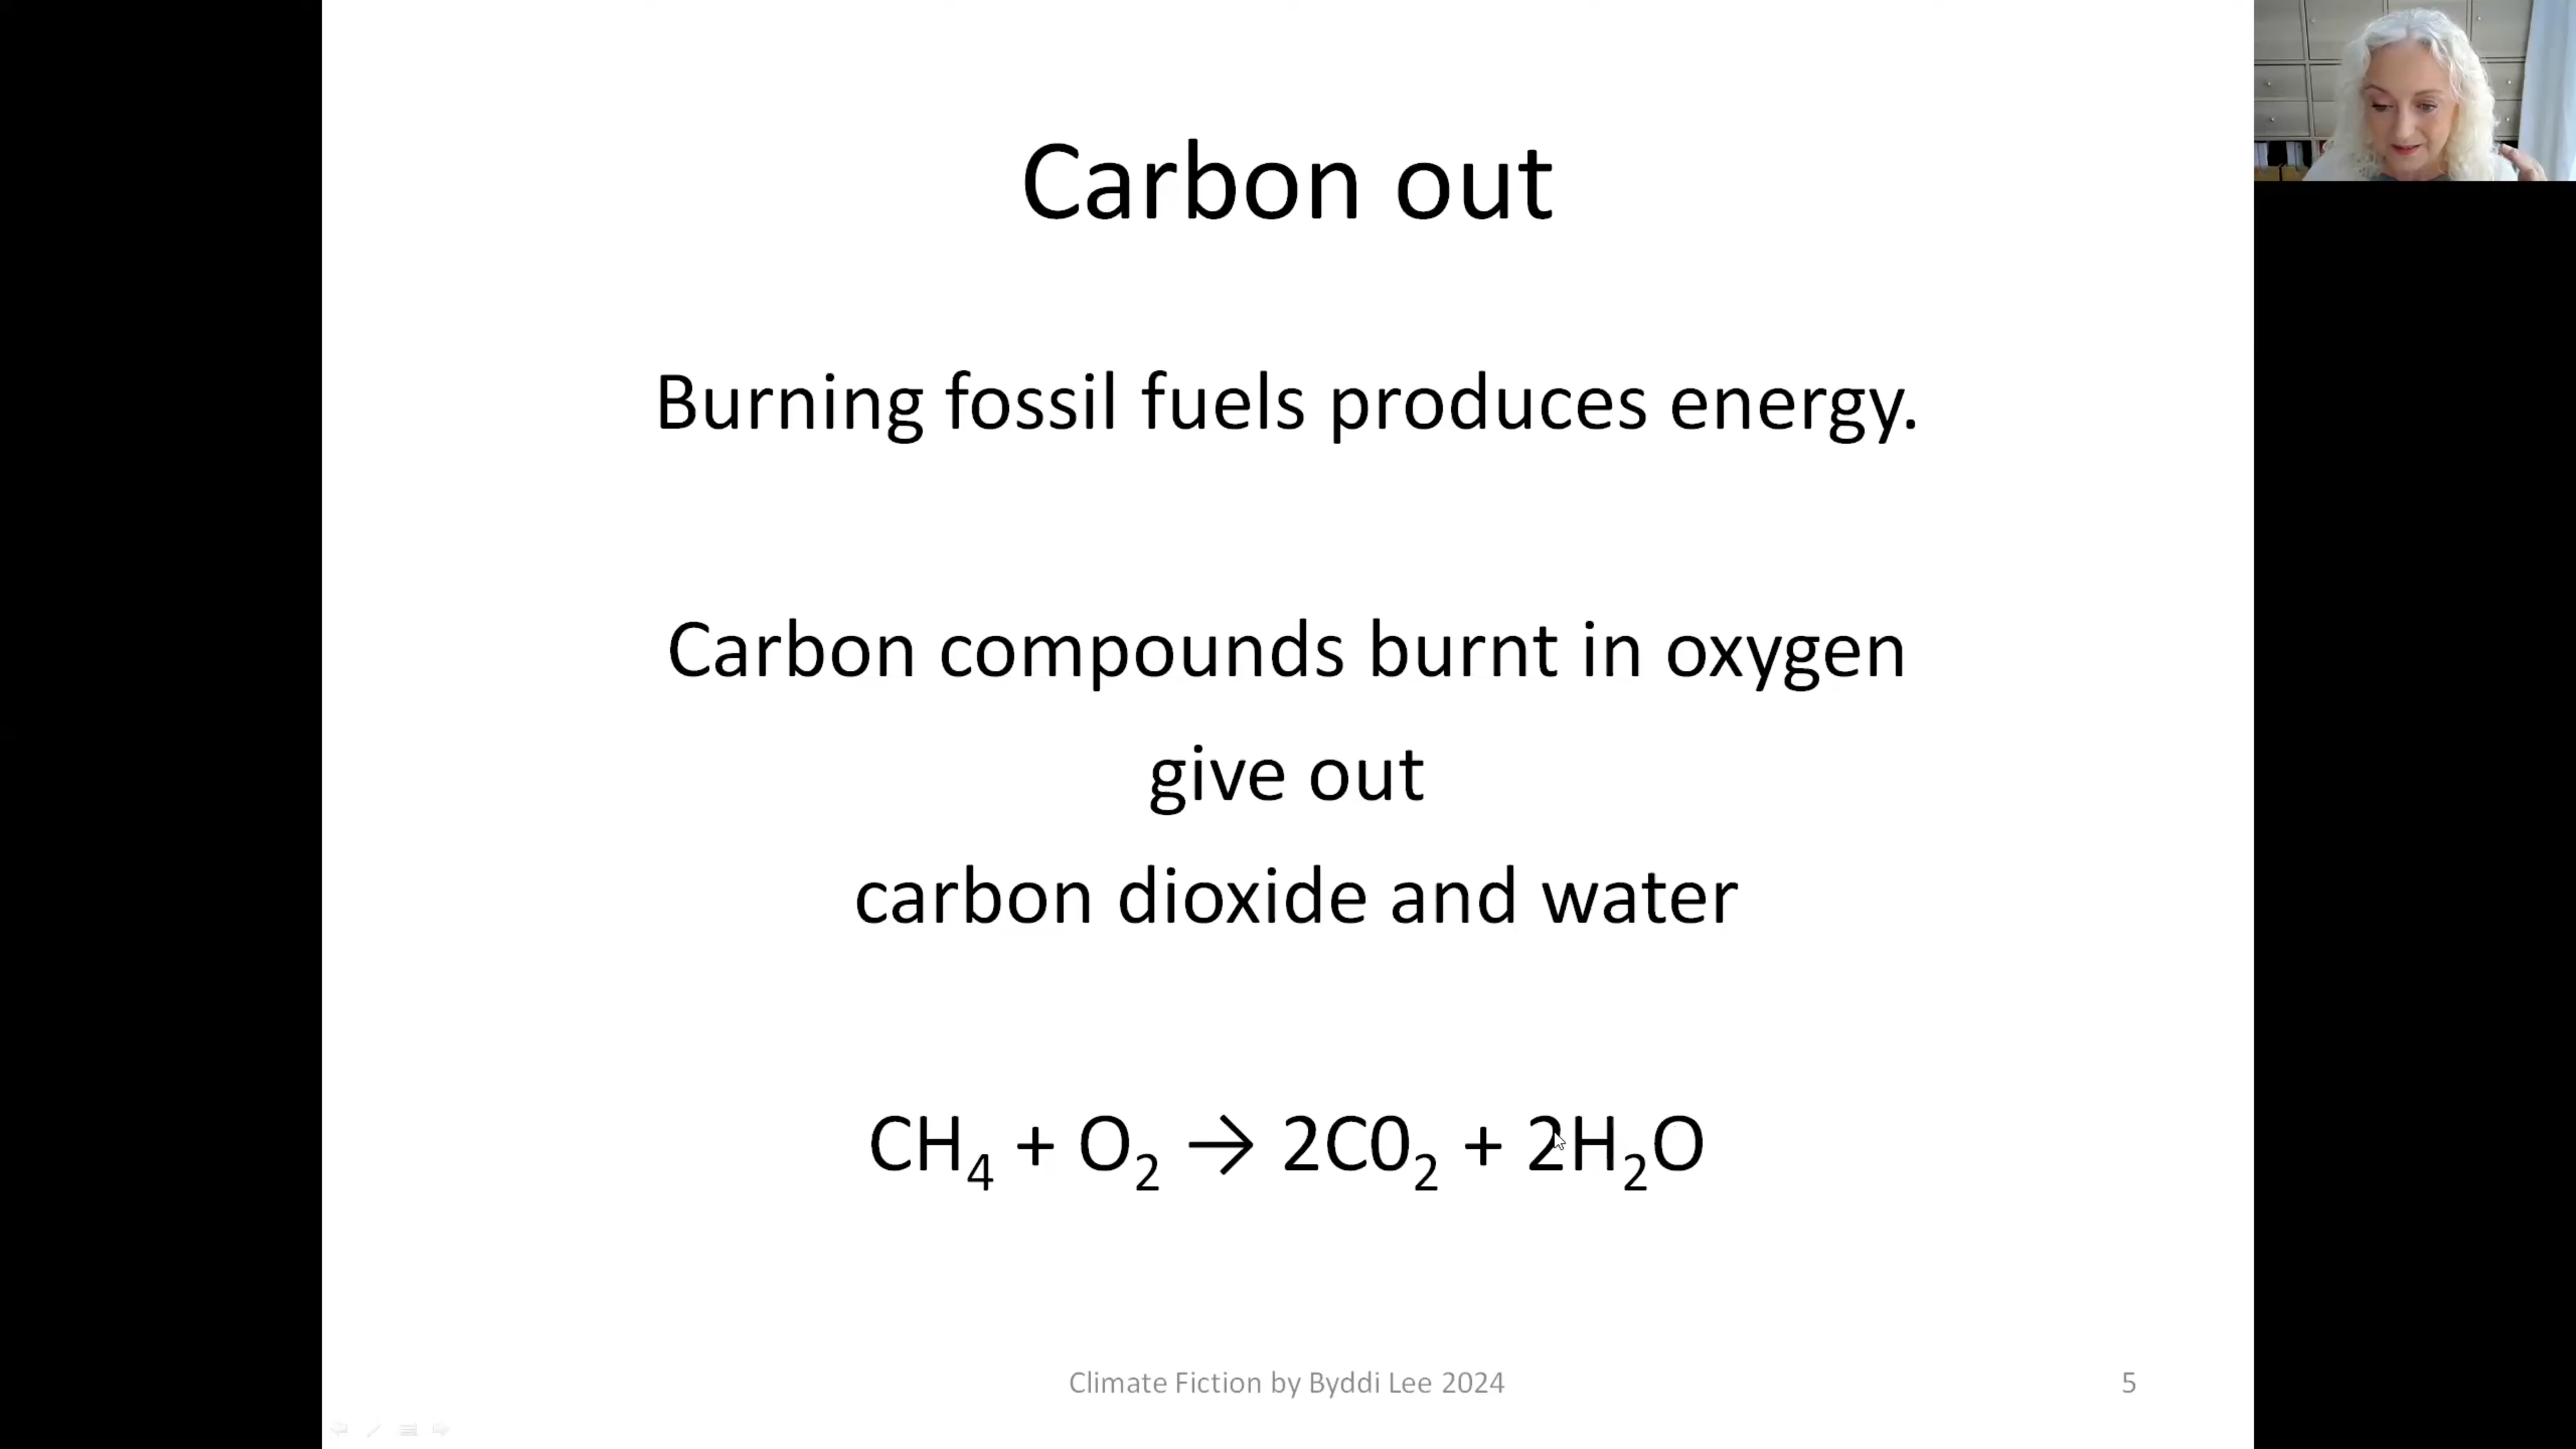 Carbon out
Burning fossil fuels produces energy.
Carbon compounds burnt in oxygen
give out
carbon dioxide and water
CH₄ + O₂ → 2C0₂ + 2H₂O
Climate Fiction by Byddi Lee 2024
5